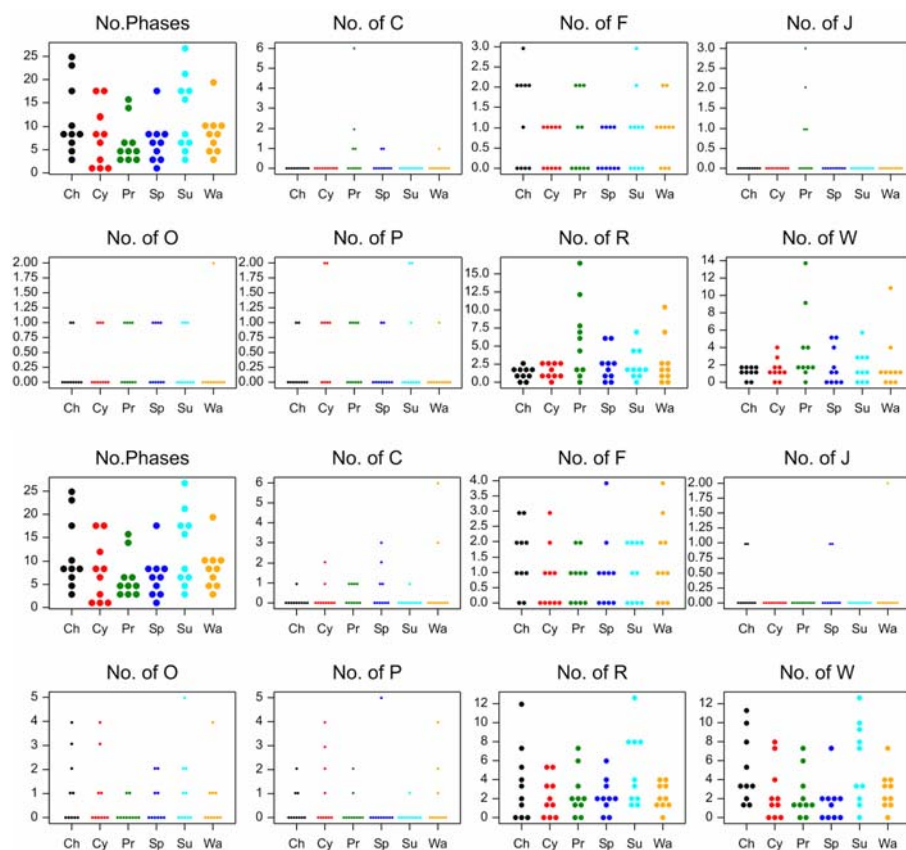 No.Phases No. of C No. of F No. of J
25 20 15 10 5 0 6 5 4 3 2 1 0 3.0 2.5 2.0 1.5 1.0 0.5 0.0 3.0 2.5 2.0 1.5 1.0 0.5 0.0
Ch Cy Pr Sp Su Wa Ch Cy Pr Sp Su Wa Ch Cy Pr Sp Su Wa Ch Cy Pr Sp Su Wa
No. of O No. of P No. of R No. of W
2.00 1.75 1.50 1.25 1.00 0.75 0.50 0.25 0.00 2.00 1.75 1.50 1.25 1.00 0.75 0.50 0.25 0.00 15.0 12.5 10.0 7.5 5.0 2.5 0.0 14 12 10 8 6 4 2 0
Ch Cy Pr Sp Su Wa Ch Cy Pr Sp Su Wa Ch Cy Pr Sp Su Wa Ch Cy Pr Sp Su Wa
No.Phases No. of C No. of F No. of J
25 20 15 10 5 0 6 5 4 3 2 1 0 4.0 3.5 3.0 2.5 2.0 1.5 1.0 0.5 0.0 2.00 1.75 1.50 1.25 1.00 0.75 0.50 0.25 0.00
Ch Cy Pr Sp Su Wa Ch Cy Pr Sp Su Wa Ch Cy Pr Sp Su Wa Ch Cy Pr Sp Su Wa
No. of O No. of P No. of R No. of W
5 4 3 2 1 0 5 4 3 2 1 0 12 10 8 6 4 2 0 12 10 8 6 4 2 0
Ch Cy Pr Sp Su Wa Ch Cy Pr Sp Su Wa Ch Cy Pr Sp Su Wa Ch Cy Pr Sp Su Wa